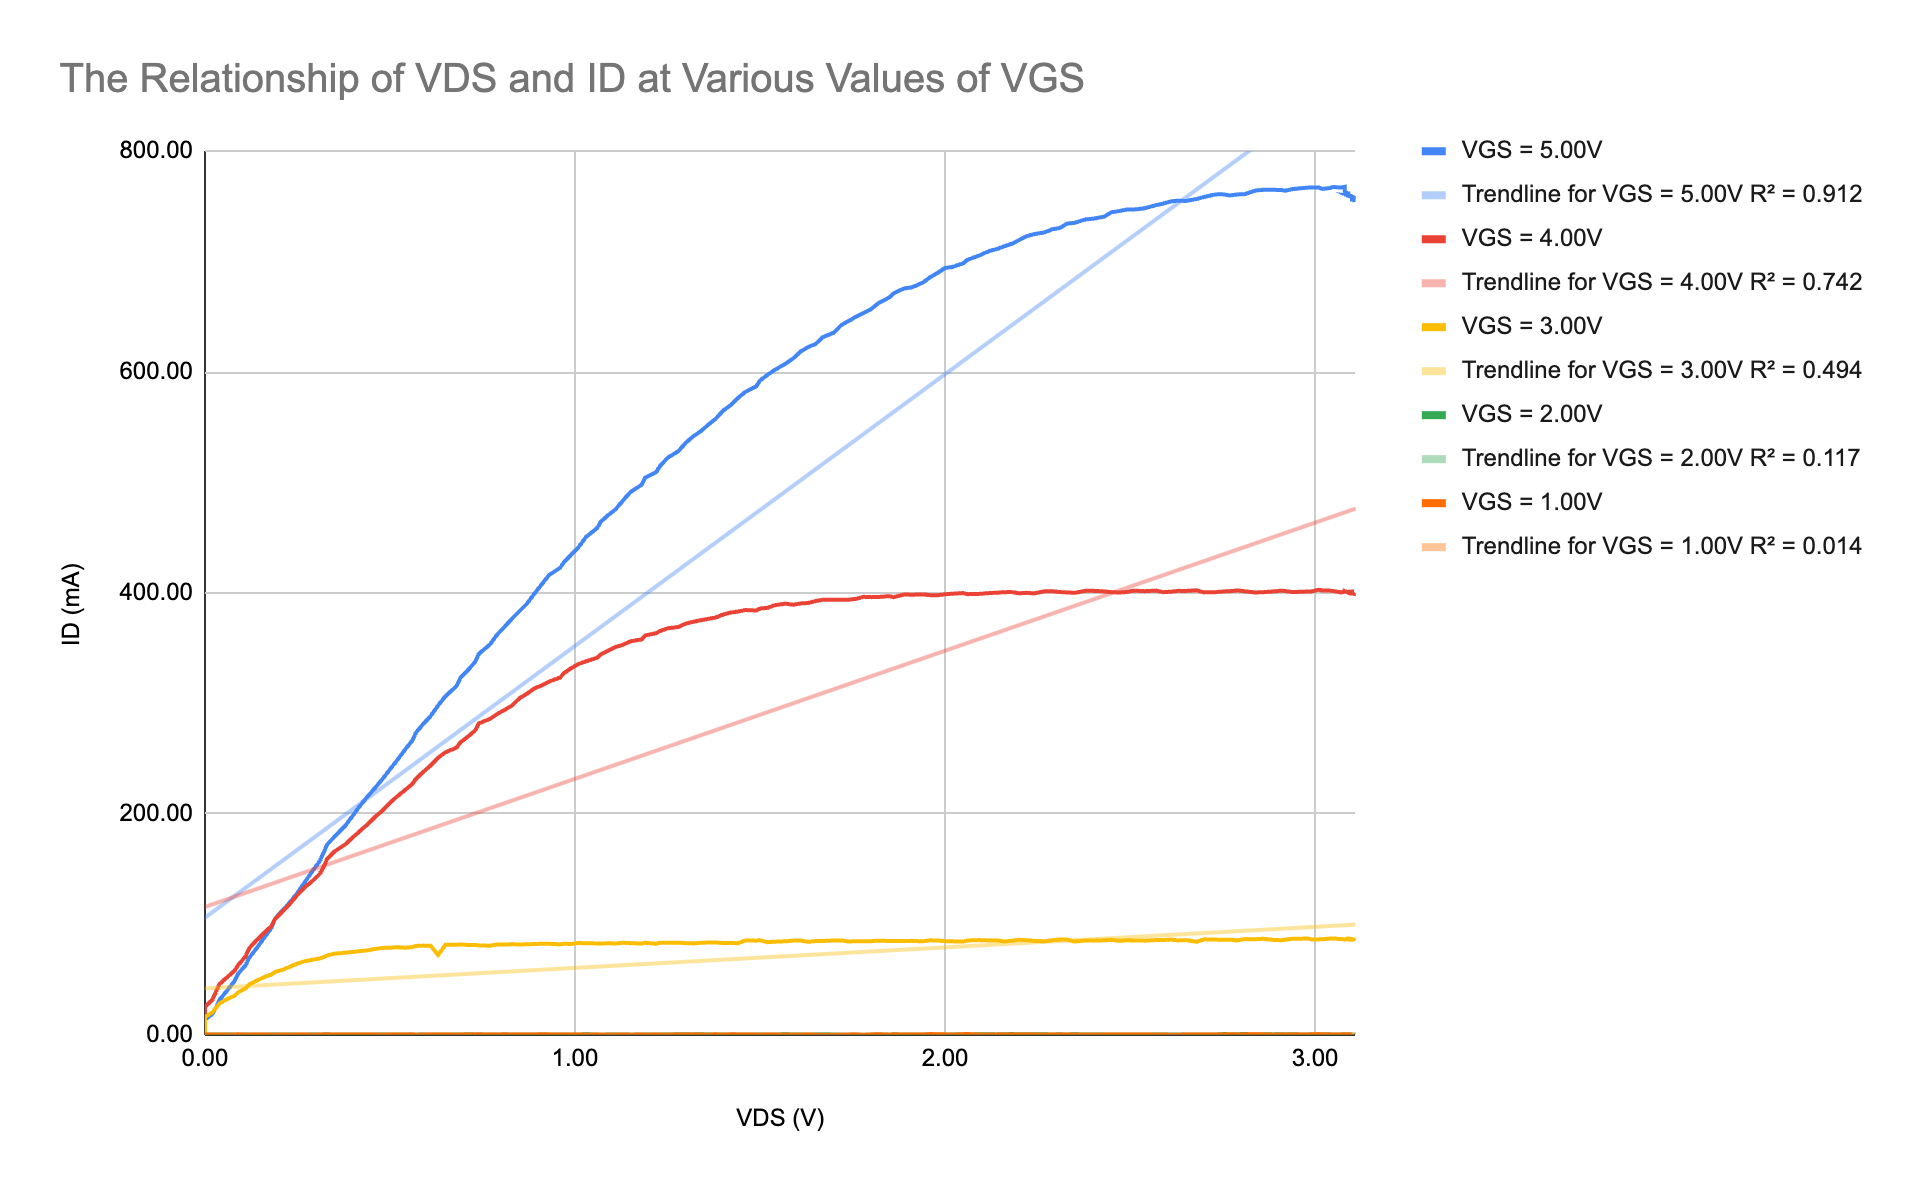 The Relationship of VDS and ID at Various Values of VGS
800.00
600.00
400.00
200.00
0.00
ID (mA)
0.00
1.00
2.00
3.00
VDS (V)
VGS = 5.00V
Trendline for VGS = 5.00V R² = 0.912
VGS = 4.00V
Trendline for VGS = 4.00V R² = 0.742
VGS = 3.00V
Trendline for VGS = 3.00V R² = 0.494
VGS = 2.00V
Trendline for VGS = 2.00V R² = 0.117
VGS = 1.00V
Trendline for VGS = 1.00V R² = 0.014